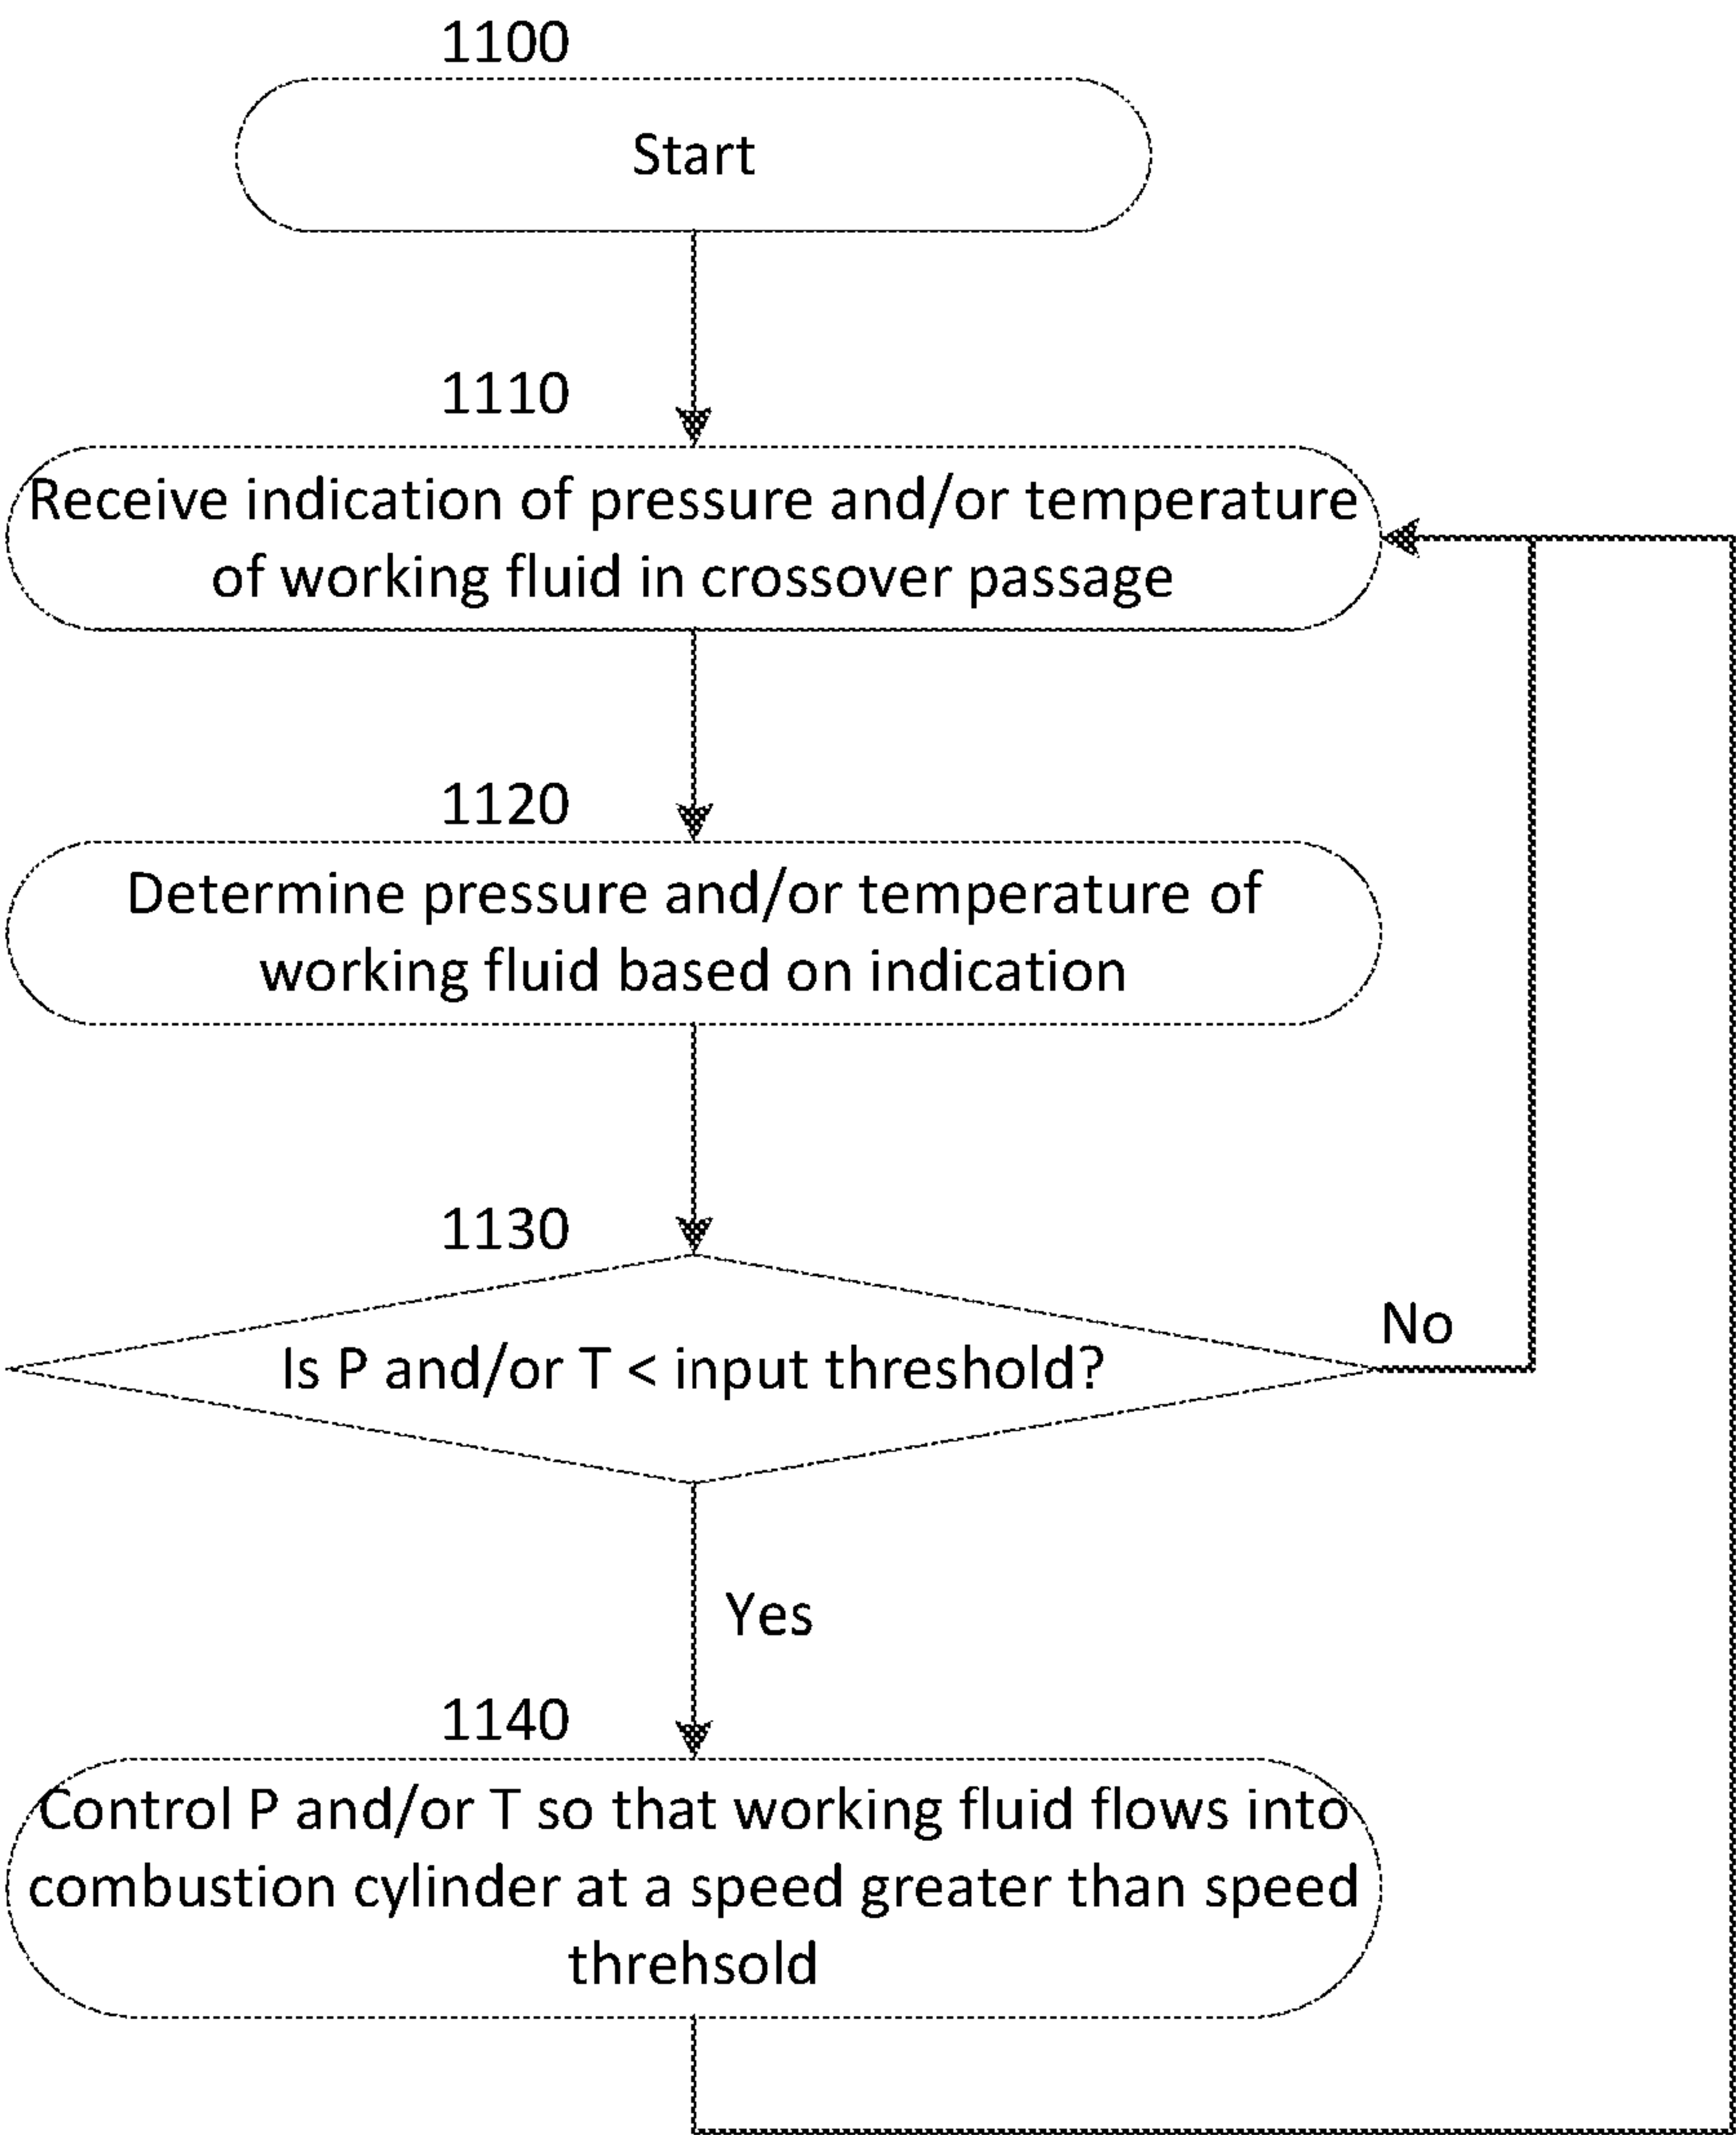 1100
Start
1110
Receive indication of pressure and/or temperature
of working fluid in crossover passage
1120
Determine pressure and/or temperature of
working fluid based on indication
1130
Is P and/or T < input threshold?
No
Yes
1140
Control P and/or T so that working fluid flows into
combustion cylinder at a speed greater than speed
threhsold